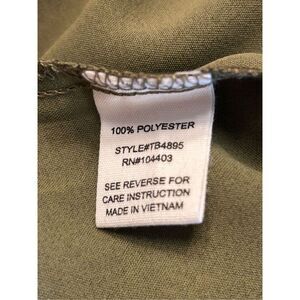 100% POLYESTER
STYLE#TB4895
RN#104403
SEE REVERSE FOR
CARE INSTRUCTION
MADE IN VIETNAM